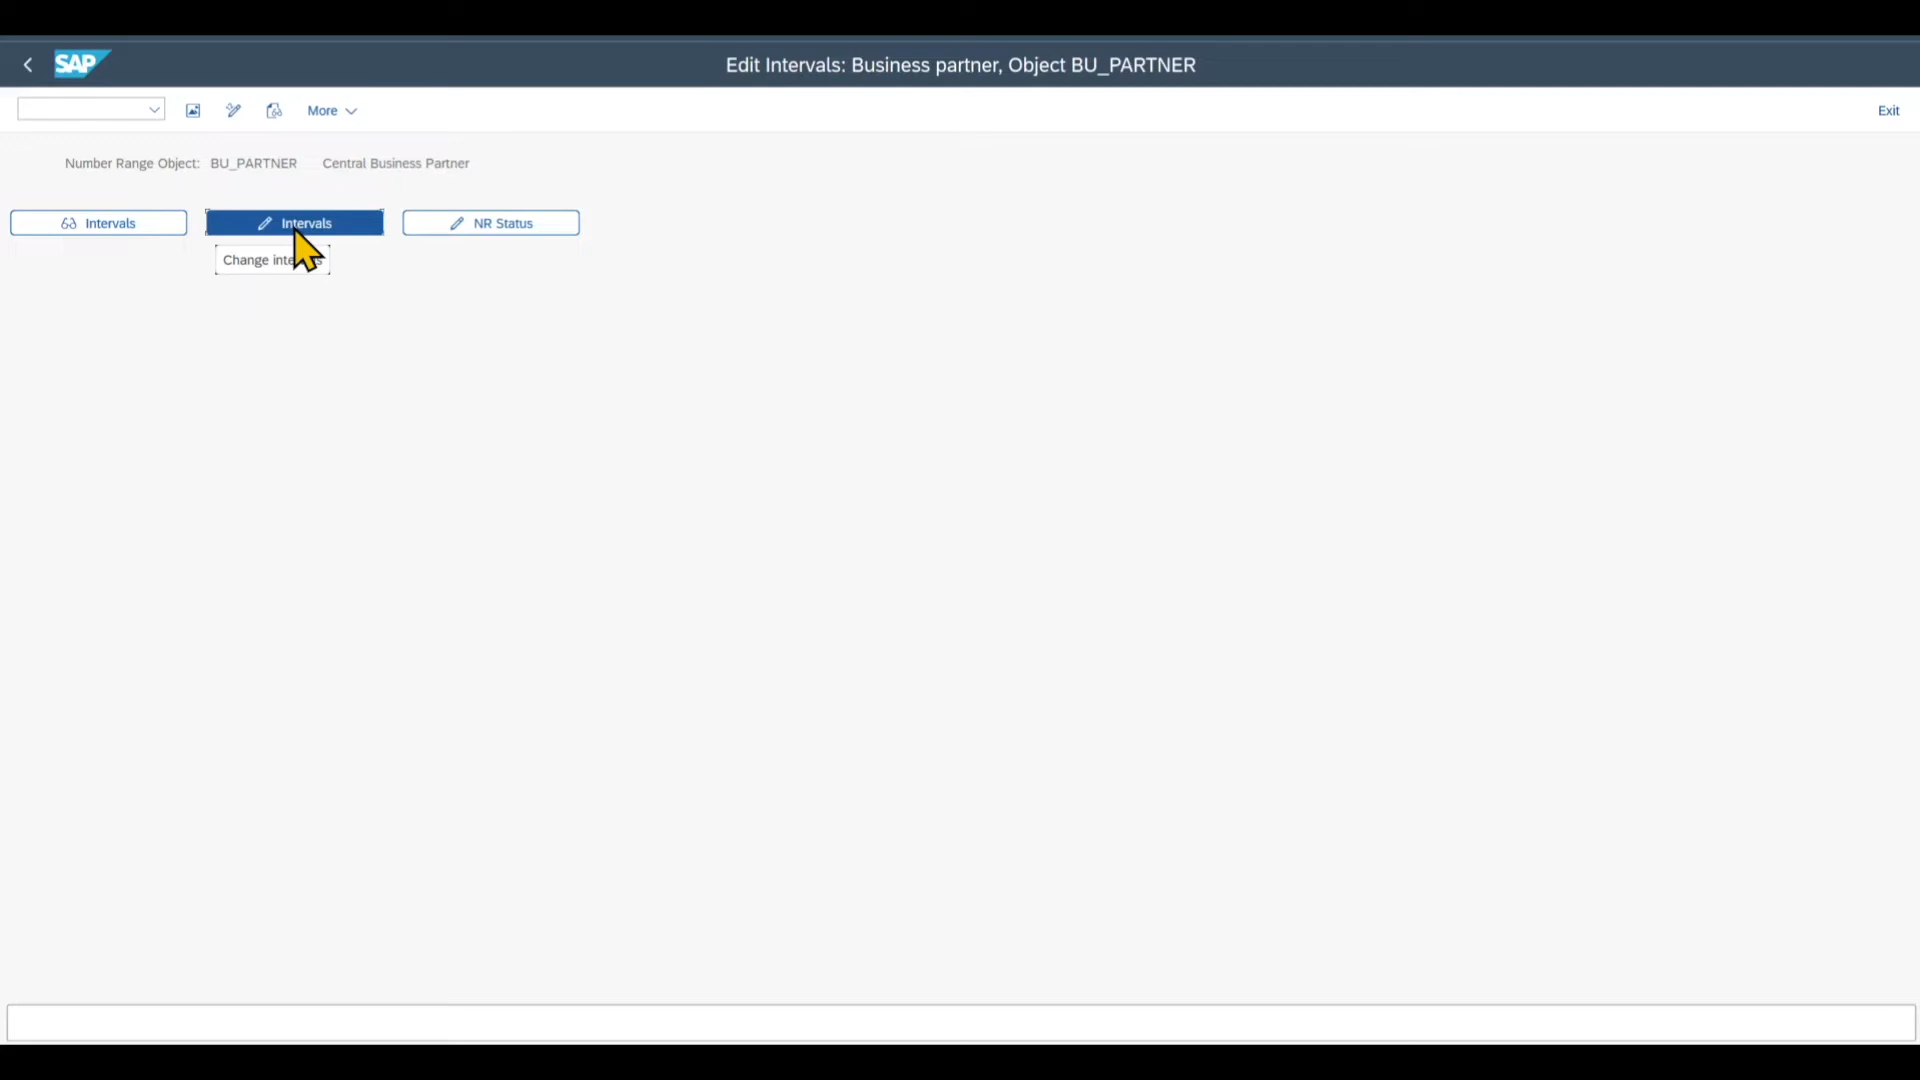 SAP
Edit Intervals: Business partner, Object BU_PARTNER
More
Exit
Number Range Object: BU_PARTNER Central Business Partner
Intervals
Intervals
NR Status
Change